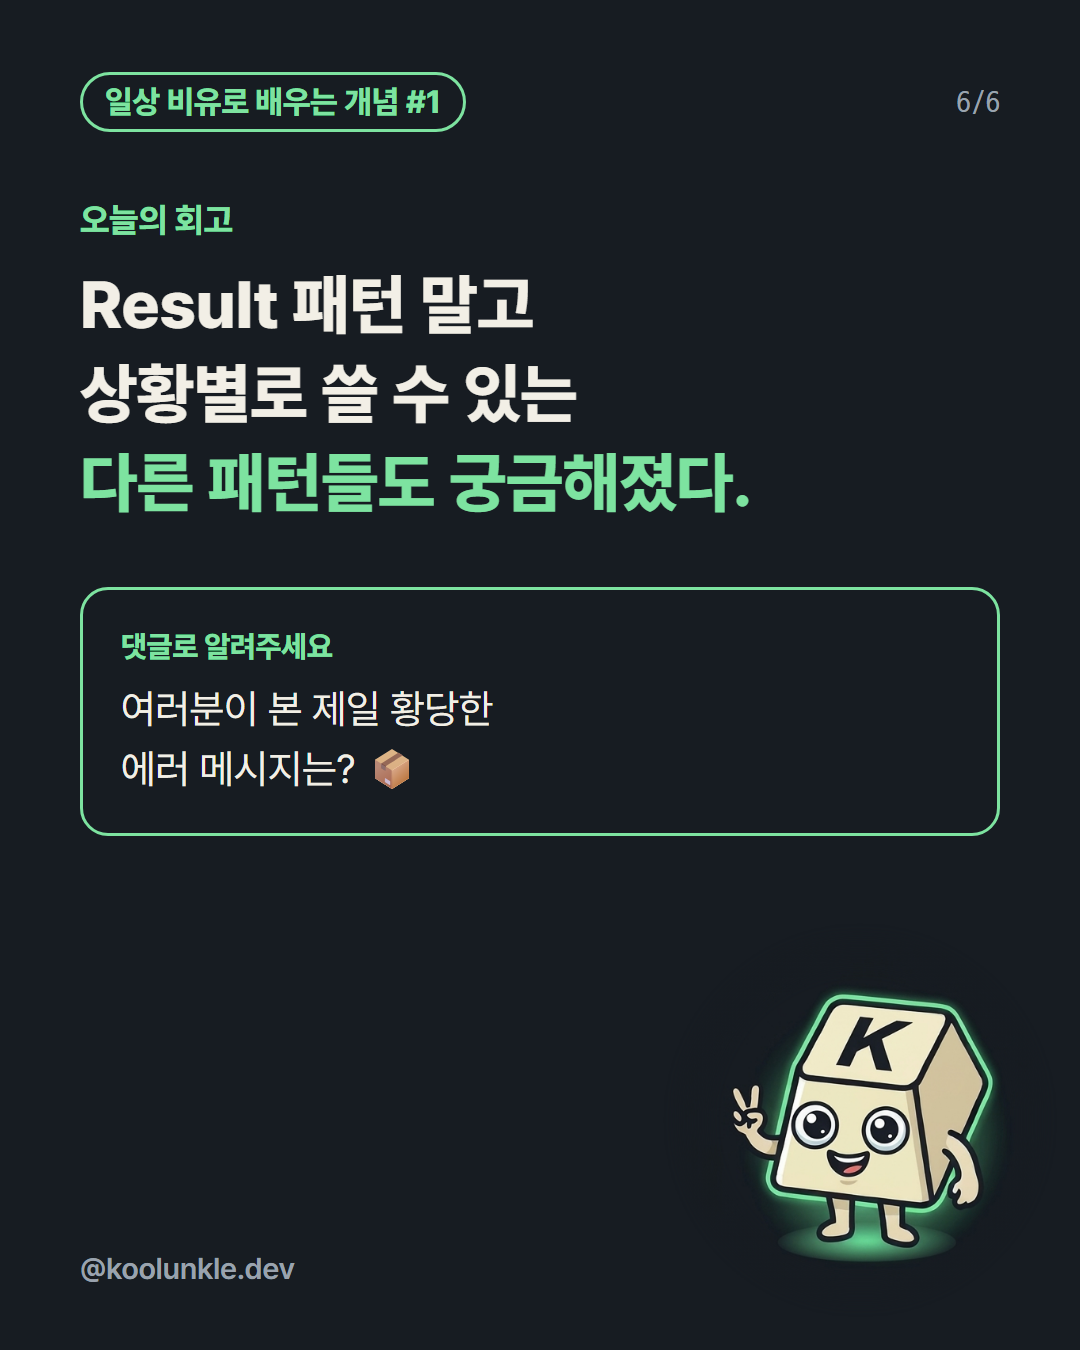 일상 비유로 배우는 개념 #1
6/6
오늘의 회고
Result 패턴 말고
상황별로 쓸 수 있는
다른 패턴들도 궁금해졌다.
댓글로 알려주세요
여러분이 본 제일 황당한
에러 메시지는? 📦
K
@koolunkle.dev